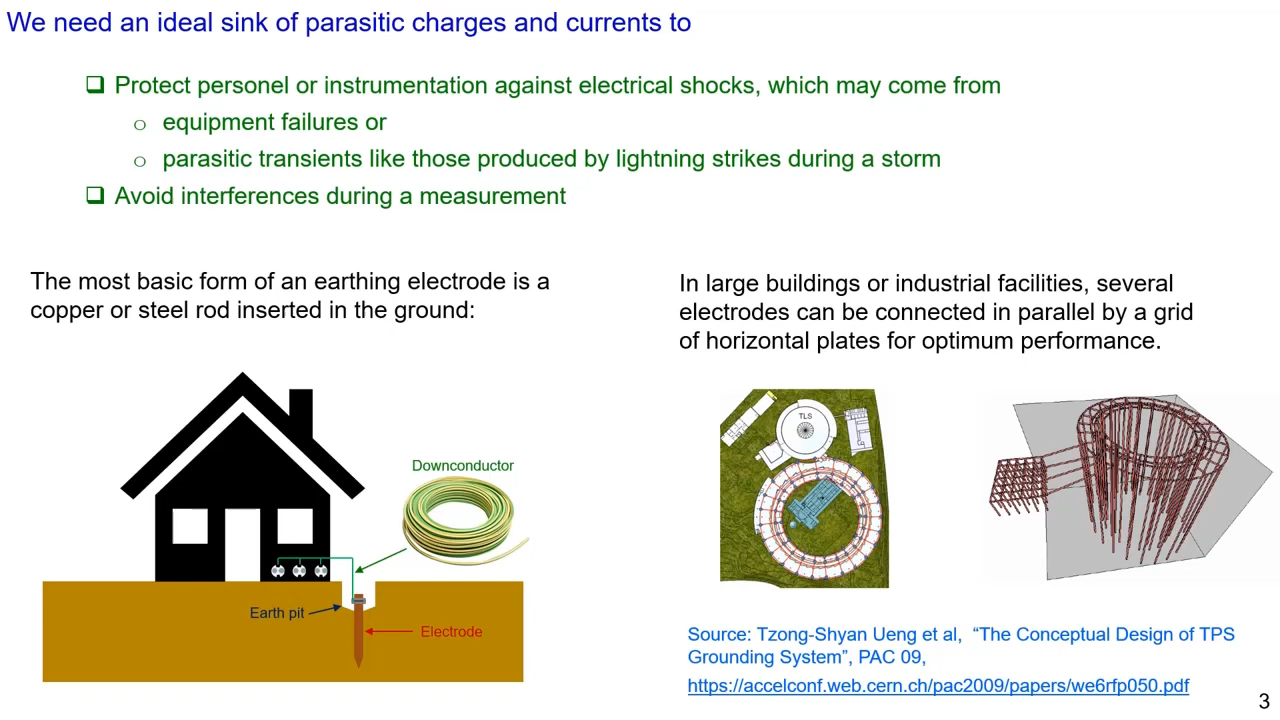 We need an ideal sink of parasitic charges and currents to
❑ Protect personel or instrumentation against electrical shocks, which may come from
o equipment failures or
o parasitic transients like those produced by lightning strikes during a storm
❑ Avoid interferences during a measurement
The most basic form of an earthing electrode is a
copper or steel rod inserted in the ground:
In large buildings or industrial facilities, several
electrodes can be connected in parallel by a grid
of horizontal plates for optimum performance.
Downconductor
Earth pit
Electrode
TLS
Source: Tzong-Shyan Ueng et al, “The Conceptual Design of TPS
Grounding System”, PAC 09,
https://accelconf.web.cern.ch/pac2009/papers/we6rfp050.pdf
3